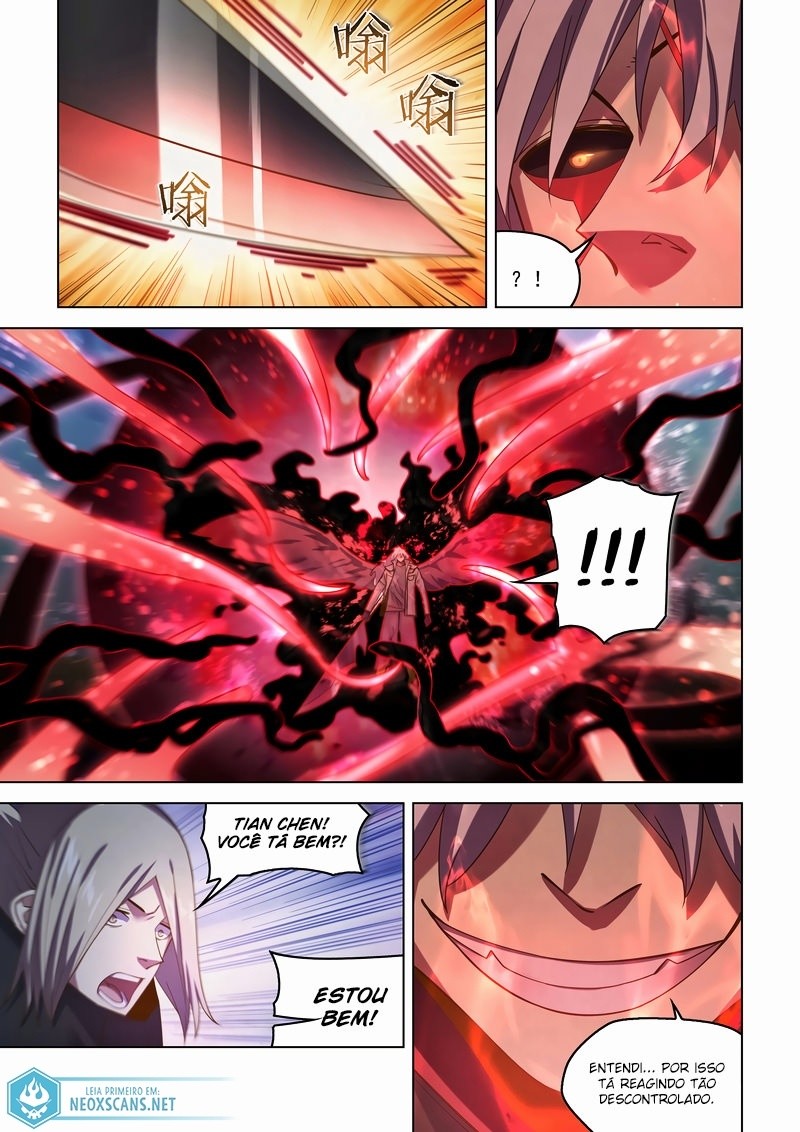 嗡
嗡
嗡
?!
!!!
TIAN CHEN!
VOCÊ TÁ BEM?!
ESTOU
BEM!
ENTENDI... POR ISSO
TÁ REAGINDO TÃO
DESCONTROLADO.
LEIA PRIMEIRO EM:
NEOXSCANS.NET